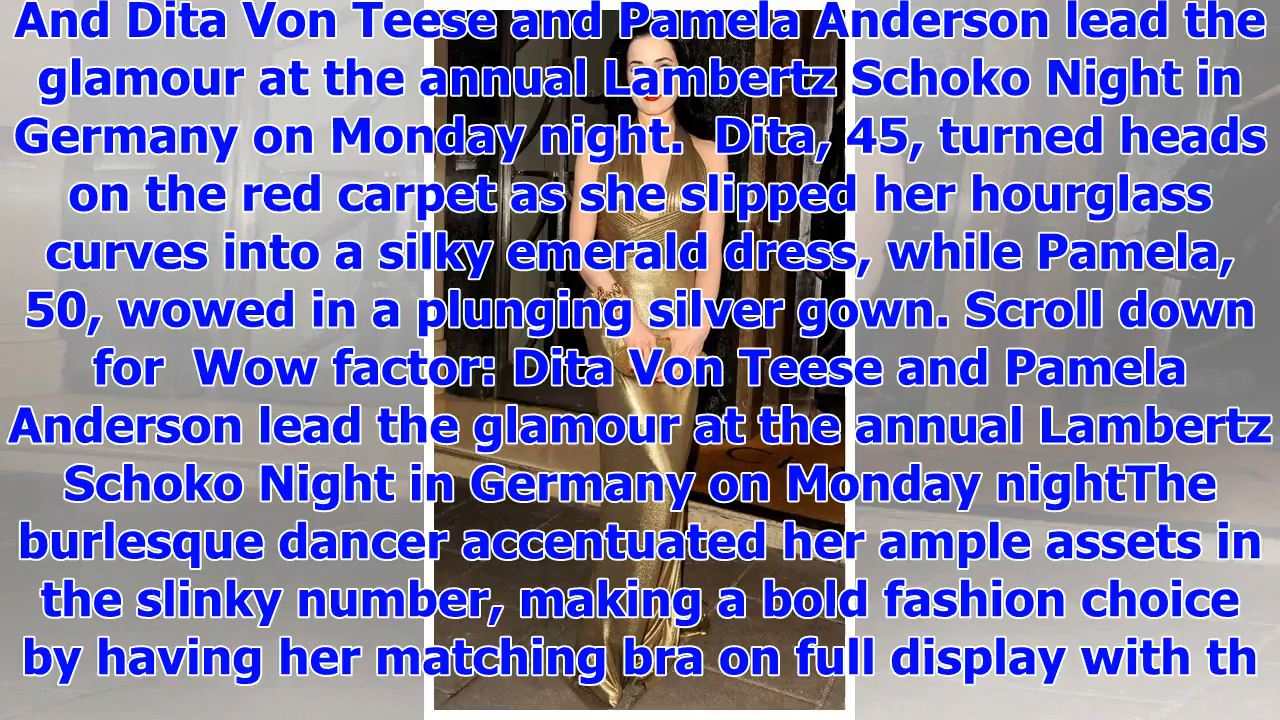 And Dita Von Teese and Pamela Anderson lead the
glamour at the annual Lambertz Schoko Night in
Germany on Monday night.  Dita, 45, turned heads
on the red carpet as she slipped her hourglass
curves into a silky emerald dress, while Pamela,
50, wowed in a plunging silver gown. Scroll down
for  Wow factor: Dita Von Teese and Pamela
Anderson lead the glamour at the annual Lambertz
Schoko Night in Germany on Monday nightThe
burlesque dancer accentuated her ample assets in
the slinky number, making a bold fashion choice
by having her matching bra on full display with th